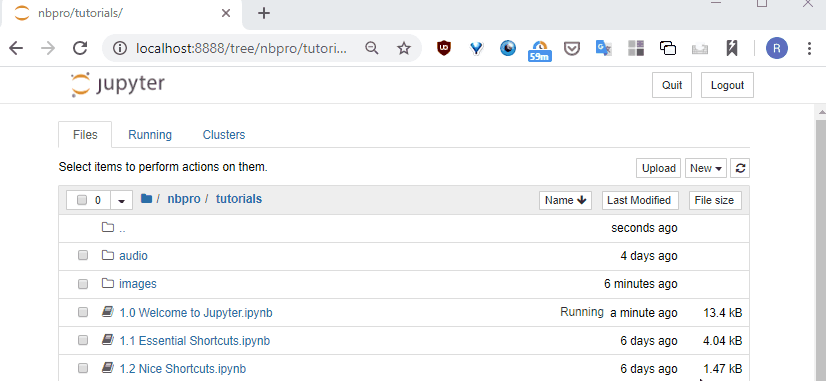 nbpro/tutorials/
localhost:8888/tree/nbpro/tutori...
59m
R
jupyter
Quit
Logout
Files Running Clusters
Select items to perform actions on them.
Upload New
0 / nbpro / tutorials Name Last Modified File size
.. seconds ago
audio 4 days ago
images 6 minutes ago
1.0 Welcome to Jupyter.ipynb Running a minute ago 13.4 kB
1.1 Essential Shortcuts.ipynb 6 days ago 4.04 kB
1.2 Nice Shortcuts.ipynb 6 days ago 1.47 kB